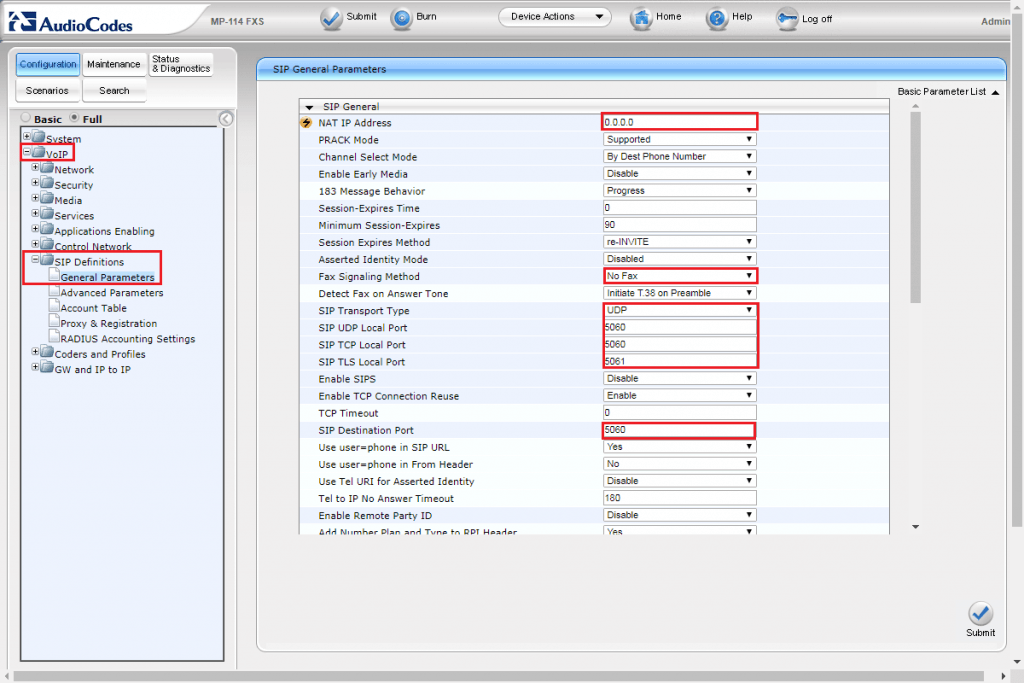 AudioCodes
MP-114 FXS
Submit
Burn
Device Actions
Home
Help
Log off
Admin
Configuration
Maintenance
Status
& Diagnostics
Scenarios
Search
Basic Full
System
VoIP
Network
Security
Media
Services
Applications Enabling
Control Network
SIP Definitions
General Parameters
Advanced Parameters
Account Table
Proxy & Registration
RADIUS Accounting Settings
Coders and Profiles
GW and IP to IP
SIP General Parameters
Basic Parameter List
SIP General
NAT IP Address 0.0.0.0
PRACK Mode Supported
Channel Select Mode By Dest Phone Number
Enable Early Media Disable
183 Message Behavior Progress
Session-Expires Time 0
Minimum Session-Expires 90
Session Expires Method re-INVITE
Asserted Identity Mode Disabled
Fax Signaling Method No Fax
Detect Fax on Answer Tone Initiate T.38 on Preamble
SIP Transport Type UDP
SIP UDP Local Port 5060
SIP TCP Local Port 5060
SIP TLS Local Port 5061
Enable SIPS Disable
Enable TCP Connection Reuse Enable
TCP Timeout 0
SIP Destination Port 5060
Use user=phone in SIP URL Yes
Use user=phone in From Header No
Use Tel URI for Asserted Identity Disable
Tel to IP No Answer Timeout 180
Enable Remote Party ID Disable
Add Number Plan and Type to RPI Header Yes
Submit